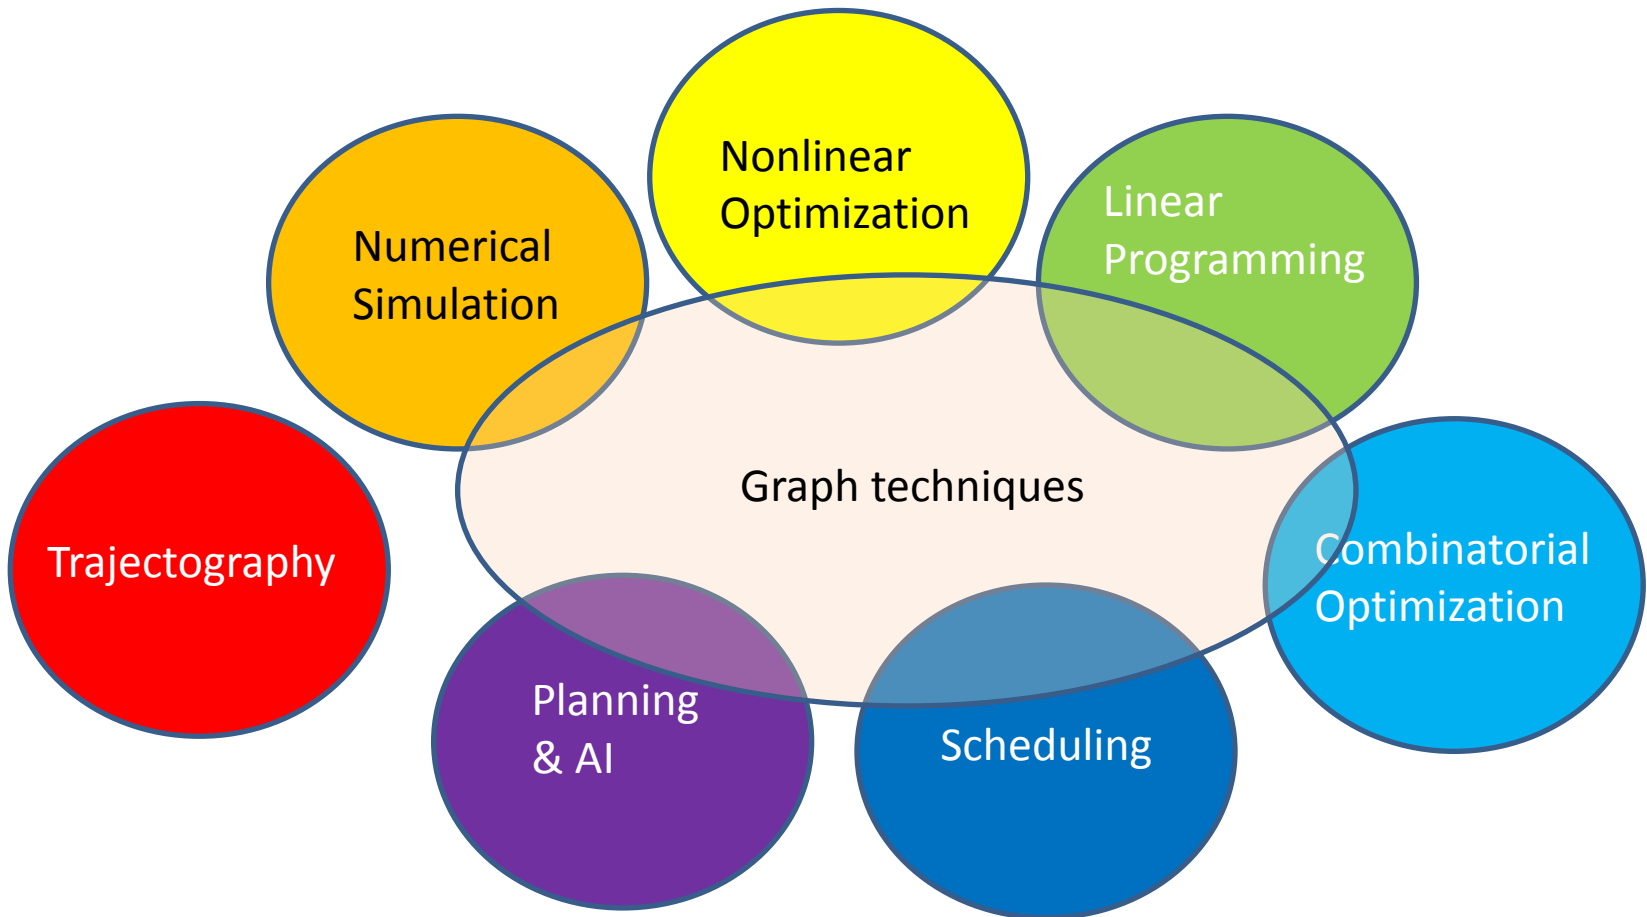 Nonlinear
Optimization
Linear
Programming
Numerical
Simulation
Graph techniques
Trajectography
Combinatorial
Optimization
Planning
& AI
Scheduling